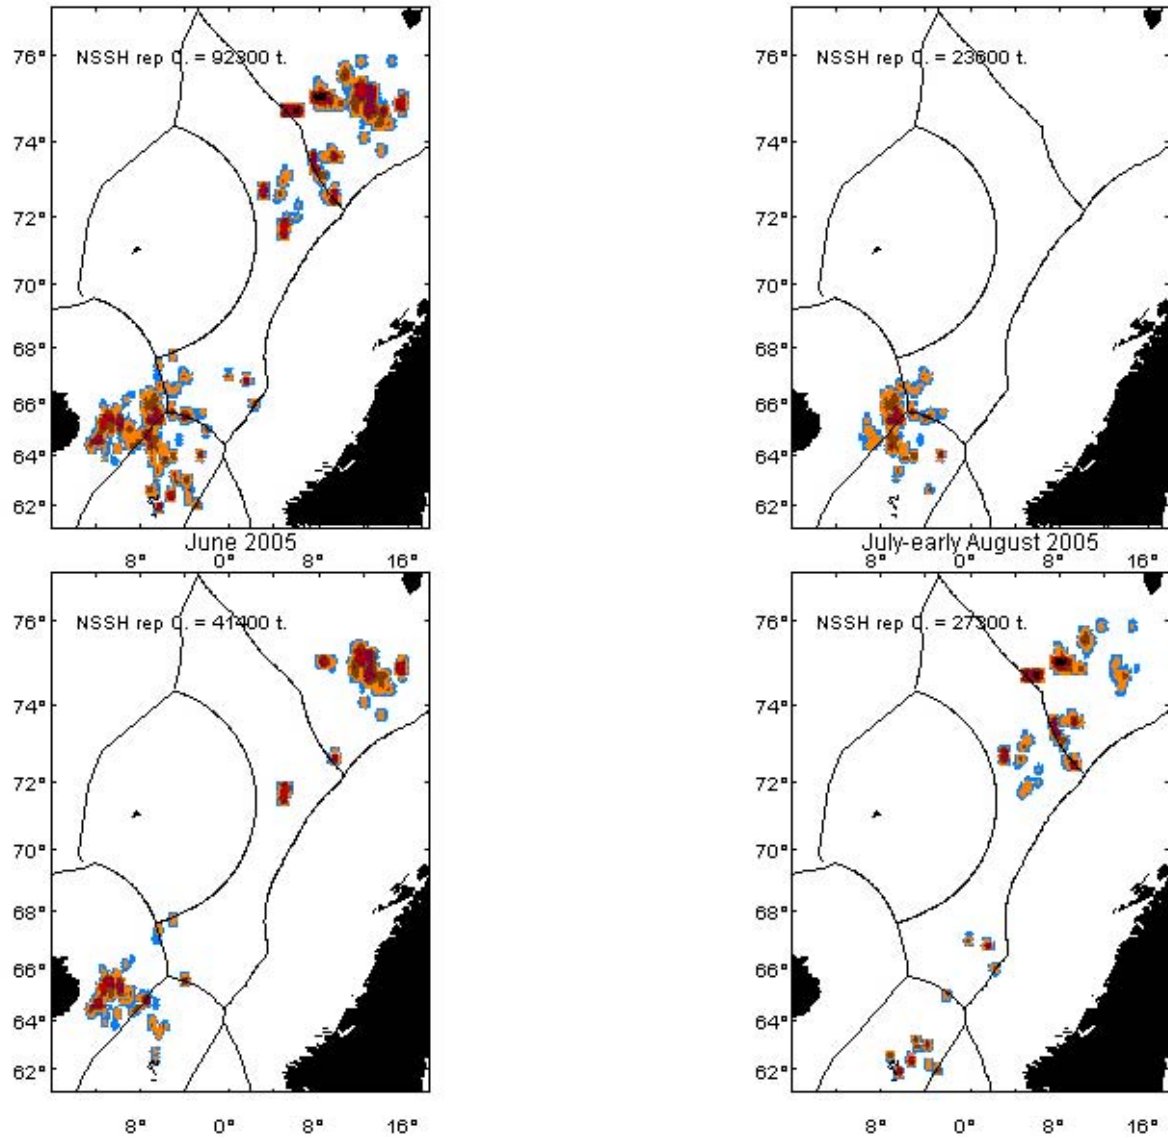 76° NSSH rep C. = 92300 t. 76° NSSH rep C. = 23600 t.
74° 74°
72° 72°
70° 70°
68° 68°
66° 66°
64° 64°
62° 62°
June 2005 July-early August 2005
8° 0° 8° 16° 8° 0° 8° 16°
76° NSSH rep C. = 41400 t. 76° NSSH rep C. = 27300 t.
74° 74°
72° 72°
70° 70°
68° 68°
66° 66°
64° 64°
62° 62°
8° 0° 8° 16° 8° 0° 8° 16°